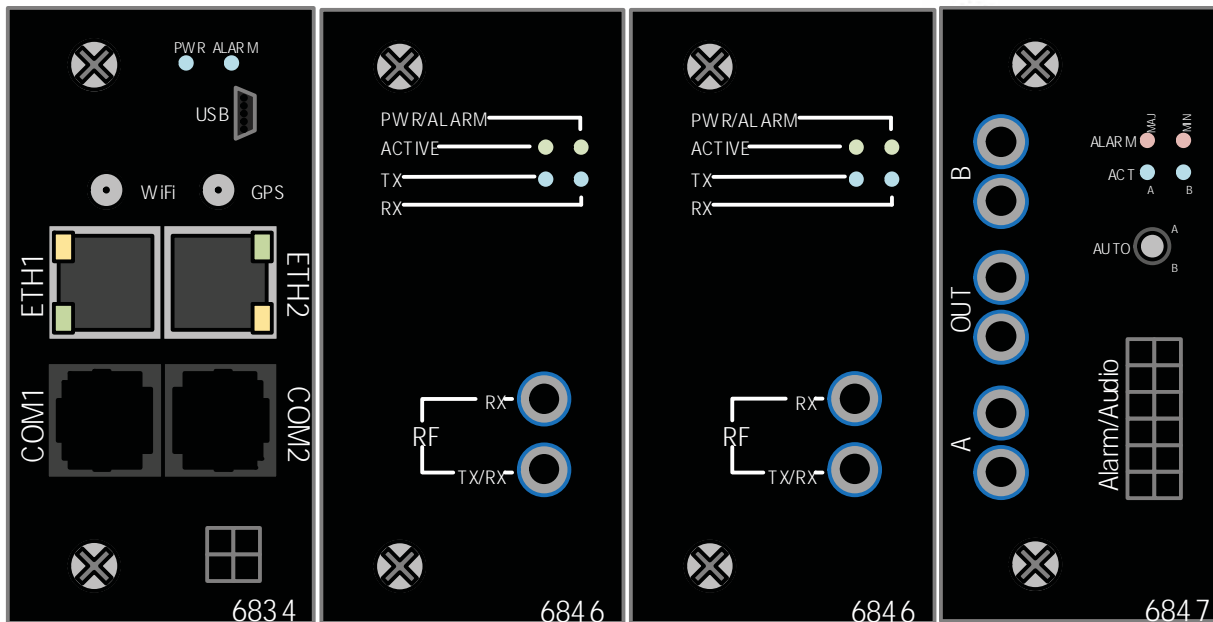 PWR ALARM
USB
WiFi
GPS
ETH1
ETH2
COM1
COM2
6834
PWR/ALARM
ACTIVE
TX
RX
RX
RF
TX/RX
6846
PWR/ALARM
ACTIVE
TX
RX
RX
RF
TX/RX
6846
MAJ
MIN
ALARM
ACT
A
B
B
A
AUTO
B
OUT
A
Alarm/Audio
6847